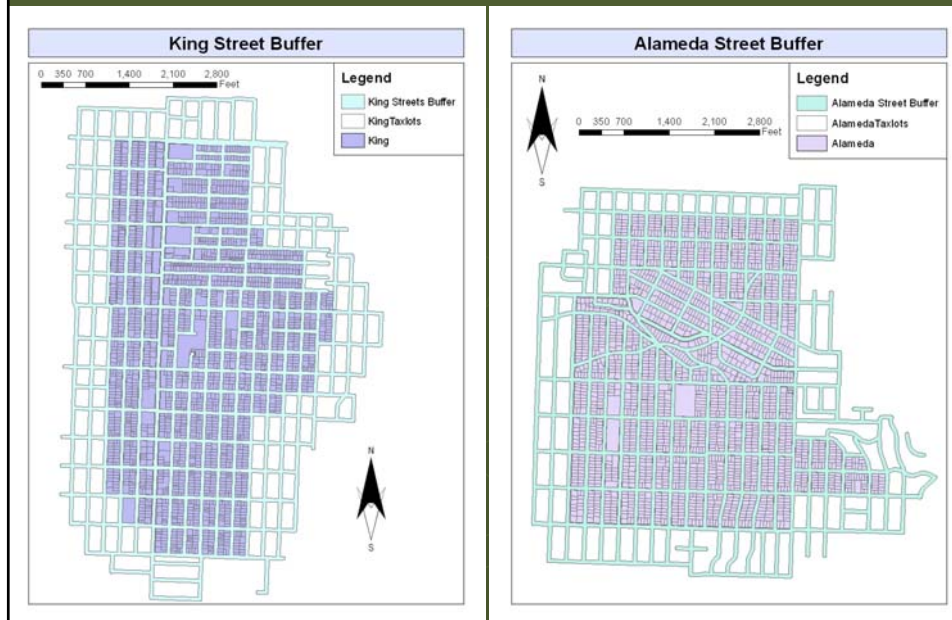 King Street Buffer
0 350 700 1,400 2,100 2,800
Feet
Legend
King Streets Buffer
KingTaxlots
King
N
S
Alameda Street Buffer
N
S
0 350 700 1,400 2,100 2,800
Feet
Legend
Alameda Street Buffer
AlamedaTaxlots
Alameda